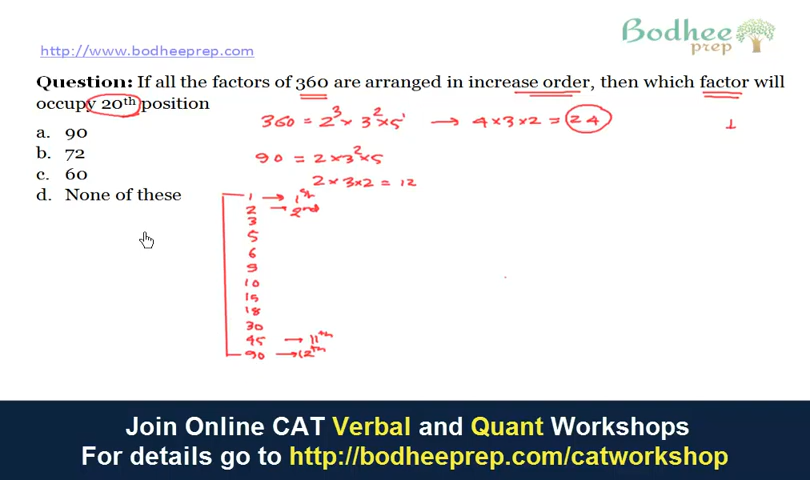 Bodhee
prep
http://www.bodheeprep.com
Question: If all the factors of 360 are arranged in increase order, then which factor will
occupy 20th position
a. 90
b. 72
c. 60
d. None of these
360 = 2³ × 3² × 5¹ → 4 × 3 × 2 = 24
1
90 = 2 × 3² × 5
2 × 3 × 2 = 12
1 → 1st
2 → 2nd
3
5
6
9
10
15
18
30
45 → 11th
90 → 12th
Join Online CAT Verbal and Quant Workshops
For details go to http://bodheeprep.com/catworkshop